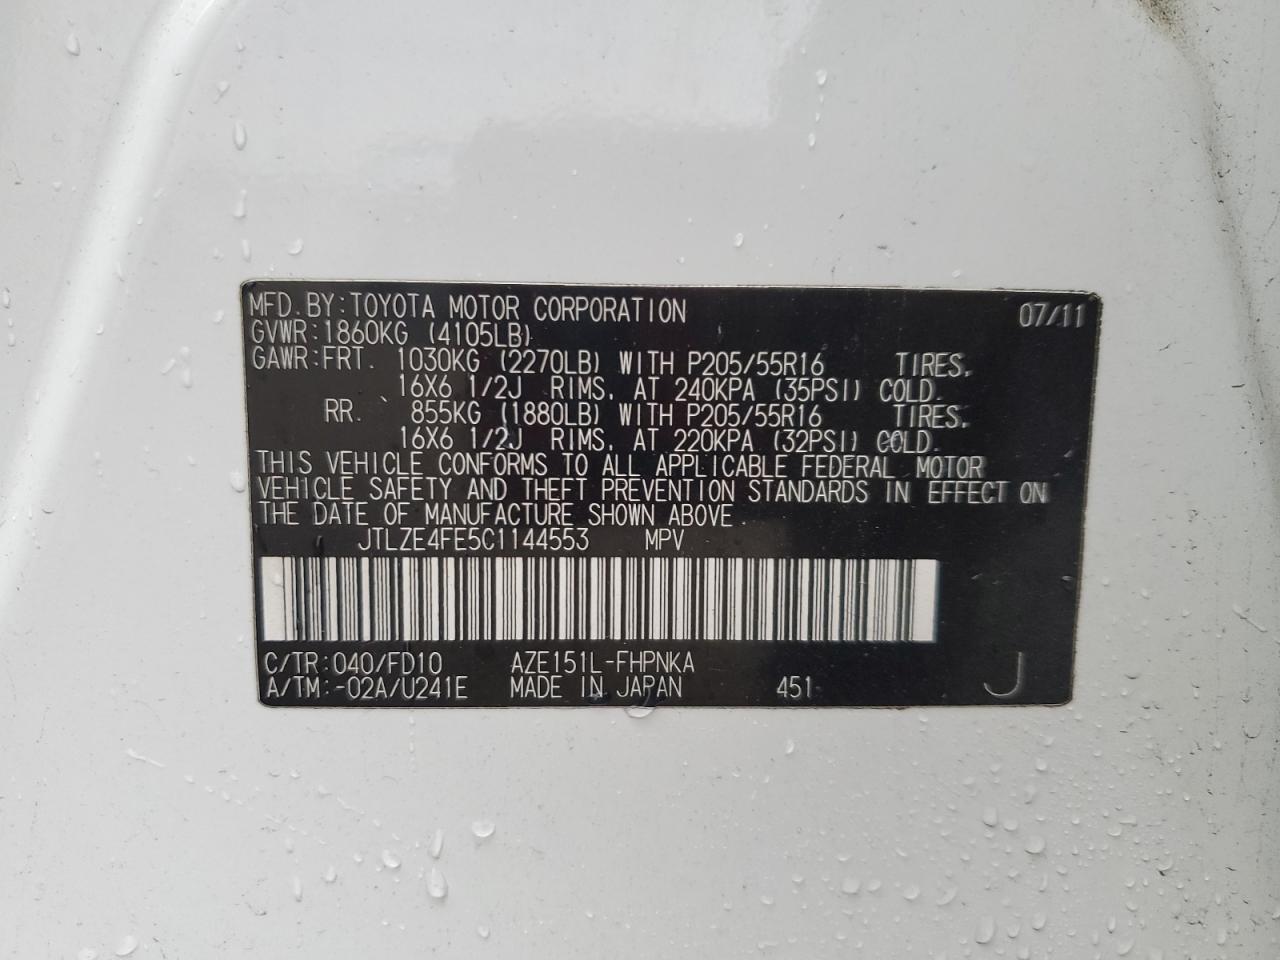 MFD. BY: TOYOTA MOTOR CORPORATION 07/11
GVWR: 1860KG (4105LB)
GAWR: FRT. 1030KG (2270LB) WITH P205/55R16 TIRES,
16X6 1/2J RIMS, AT 240KPA (35PSI) COLD.
RR. 855KG (1880LB) WITH P205/55R16 TIRES,
16X6 1/2J RIMS, AT 220KPA (32PSI) COLD.
THIS VEHICLE CONFORMS TO ALL APPLICABLE FEDERAL MOTOR
VEHICLE SAFETY AND THEFT PREVENTION STANDARDS IN EFFECT ON
THE DATE OF MANUFACTURE SHOWN ABOVE.
JTLZE4FE5C1144553 MPV
C/TR: 040/FD10 AZE151L-FHPNKA
A/TM: -02A/U241E MADE IN JAPAN 451 J